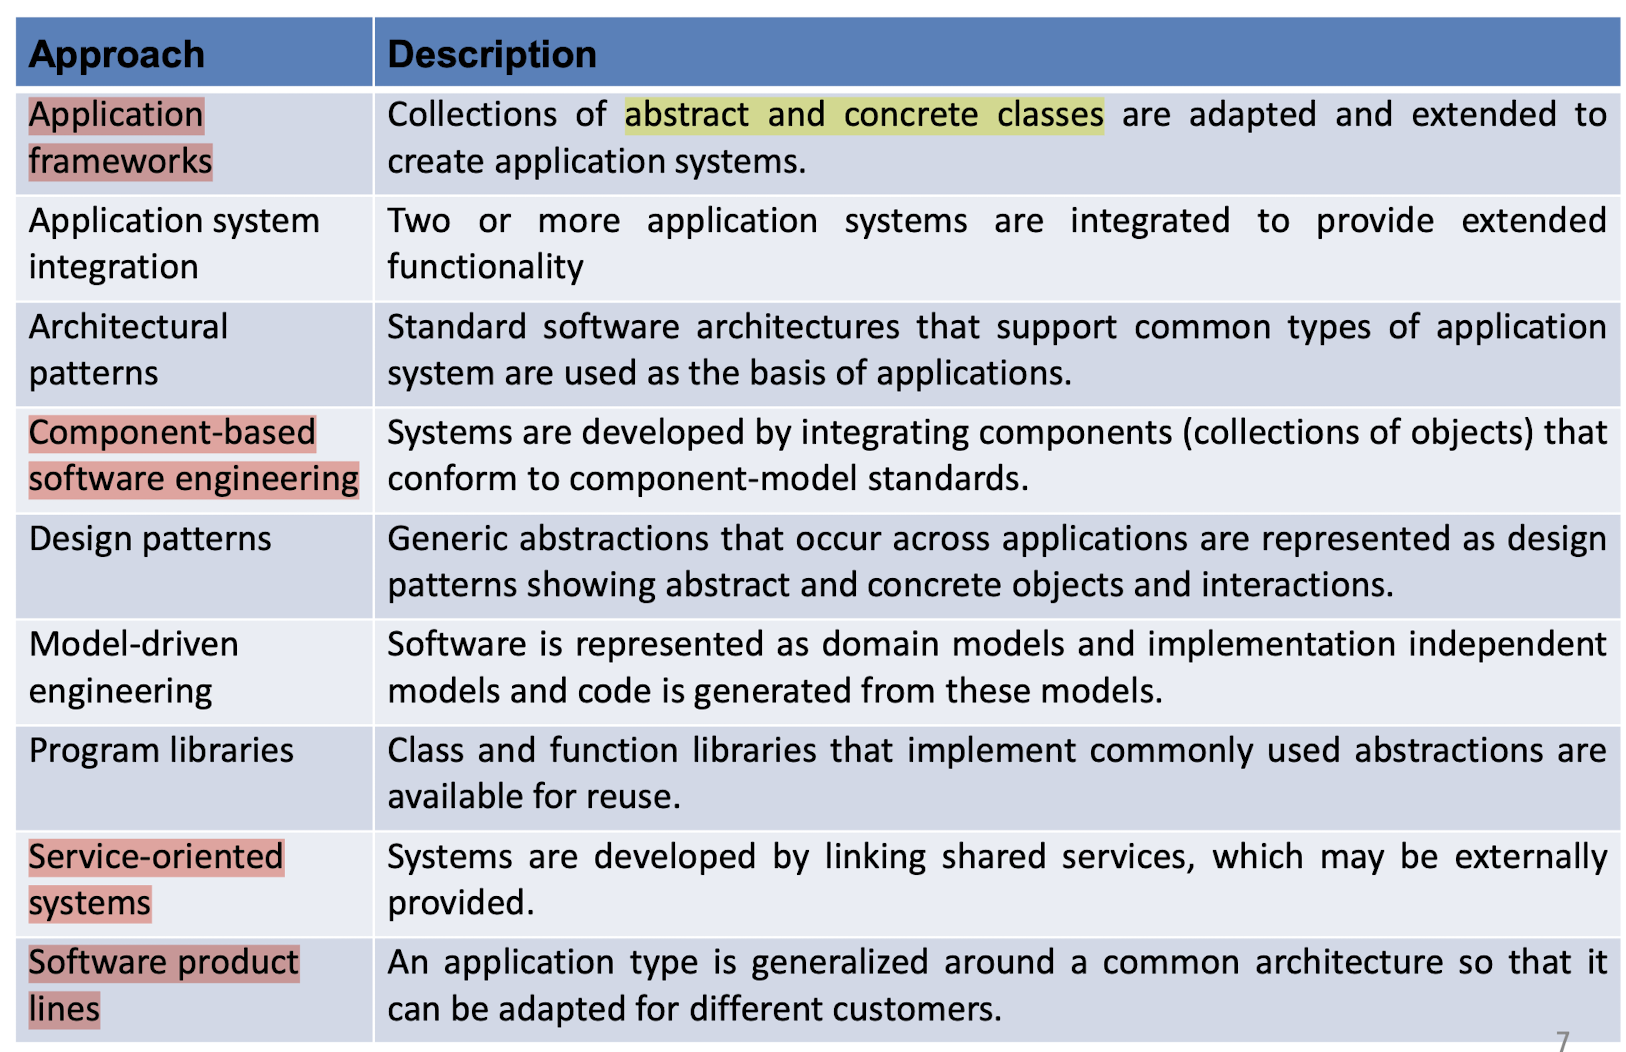 Approach
Description
Application
frameworks
Collections of abstract and concrete classes are adapted and extended to
create application systems.
Application system
integration
Two or more application systems are integrated to provide extended
functionality
Architectural
patterns
Standard software architectures that support common types of application
system are used as the basis of applications.
Component-based
software engineering
Systems are developed by integrating components (collections of objects) that
conform to component-model standards.
Design patterns
Generic abstractions that occur across applications are represented as design
patterns showing abstract and concrete objects and interactions.
Model-driven
engineering
Software is represented as domain models and implementation independent
models and code is generated from these models.
Program libraries
Class and function libraries that implement commonly used abstractions are
available for reuse.
Service-oriented
systems
Systems are developed by linking shared services, which may be externally
provided.
Software product
lines
An application type is generalized around a common architecture so that it
can be adapted for different customers.
7